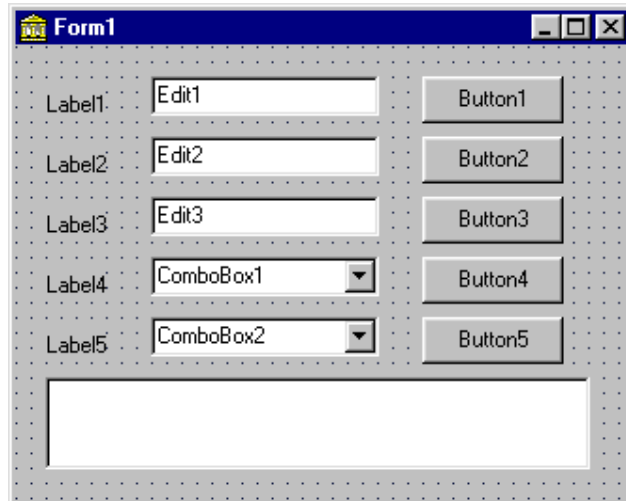 Form1
Label1 Edit1 Button1
Label2 Edit2 Button2
Label3 Edit3 Button3
Label4 ComboBox1 Button4
Label5 ComboBox2 Button5